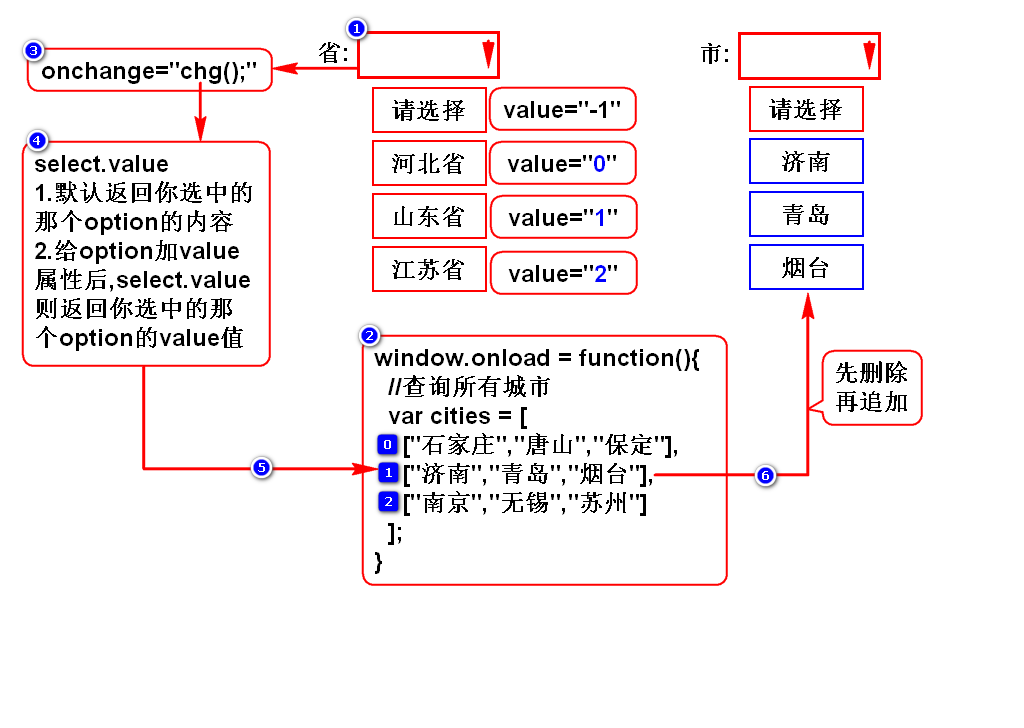 1
省:
市:
3
onchange="chg();"
请选择
value="-1"
河北省
value="0"
山东省
value="1"
江苏省
value="2"
请选择
济南
青岛
烟台
4
select.value
1.默认返回你选中的
那个option的内容
2.给option加value
属性后,select.value
则返回你选中的那
个option的value值
2
window.onload = function(){
//查询所有城市
var cities = [
0 ["石家庄","唐山","保定"],
1 ["济南","青岛","烟台"],
2 ["南京","无锡","苏州"]
];
}
5
6
先删除
再追加